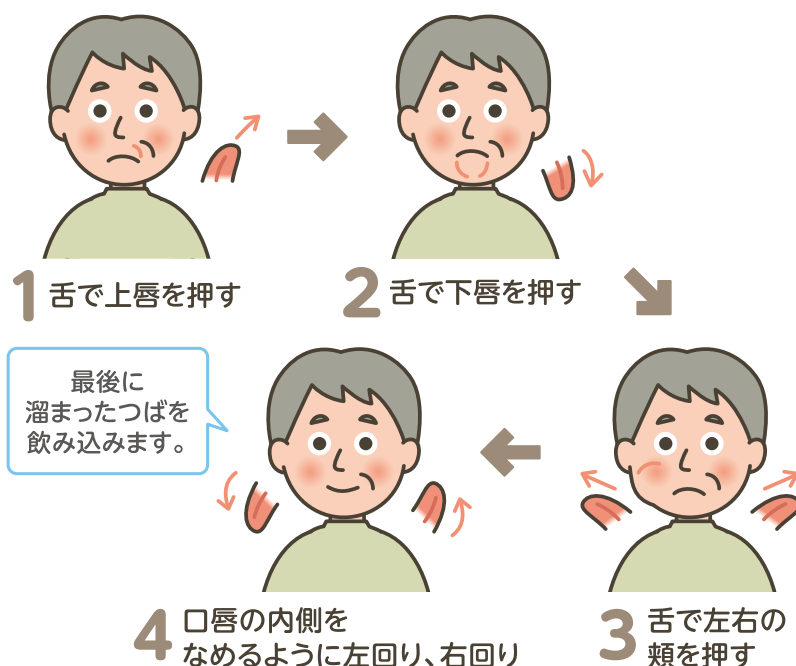 1 舌で上唇を押す
2 舌で下唇を押す
3 舌で左右の
頬を押す
4 口唇の内側を
なめるように左回り、右回り
最後に
溜まったつばを
飲み込みます。